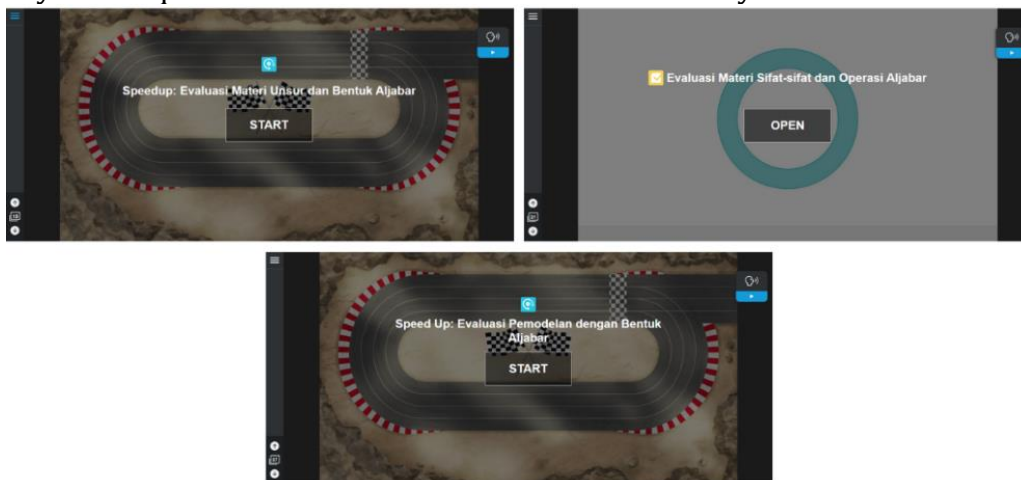 Speedup: Evaluasi Materi Unsur dan Bentuk Aljabar
START
Evaluasi Materi Sifat-sifat dan Operasi Aljabar
OPEN
Speed Up: Evaluasi Pemodelan dengan Bentuk
Aljabar
START